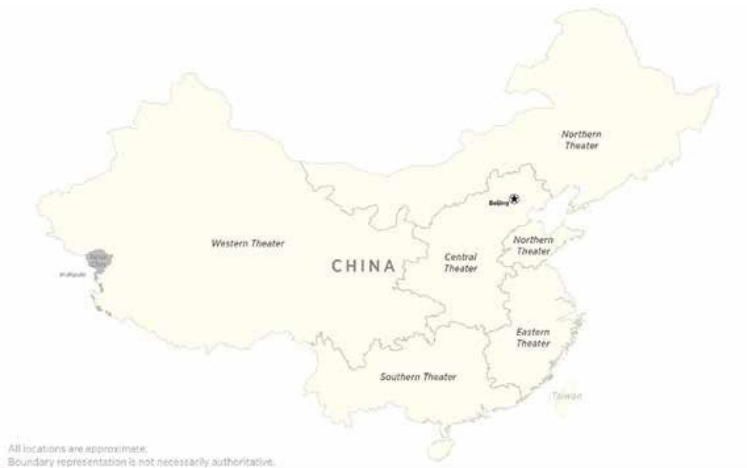 Northern
Theater
Beijing
Western Theater
Northern
Theater
CHINA
Central
Theater
Eastern
Theater
Southern Theater
Taiwan
All locations are approximate.
Boundary representation is not necessarily authoritative.